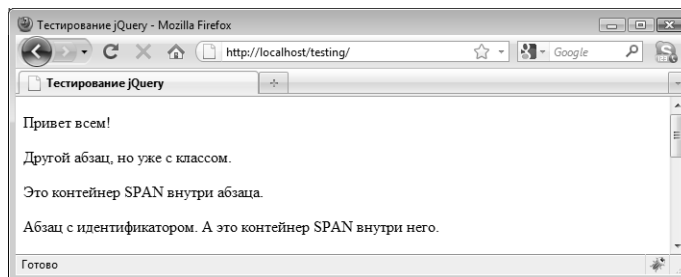 Тестирование jQuery - Mozilla Firefox
http://localhost/testing/
Google
Тестирование jQuery
Привет всем!
Другой абзац, но уже с классом.
Это контейнер SPAN внутри абзаца.
Абзац с идентификатором. А это контейнер SPAN внутри него.
Готово